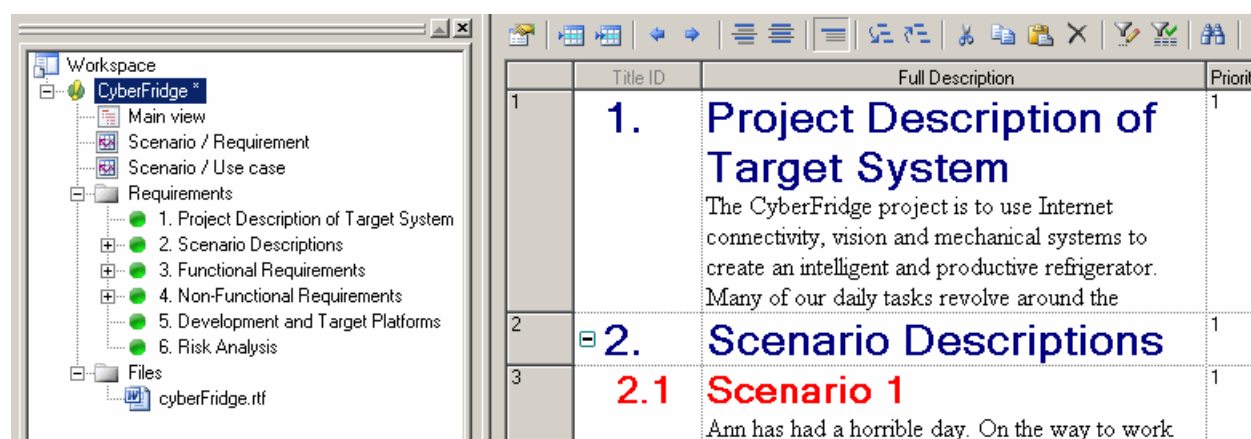 Workspace
CyberFridge *
Main view
Scenario / Requirement
Scenario / Use case
Requirements
1. Project Description of Target System
2. Scenario Descriptions
3. Functional Requirements
4. Non-Functional Requirements
5. Development and Target Platforms
6. Risk Analysis
Files
cyberFridge.rtf
Title ID Full Description Priorit
1 1. Project Description of 1
Target System
The CyberFridge project is to use Internet
connectivity, vision and mechanical systems to
create an intelligent and productive refrigerator.
Many of our daily tasks revolve around the
2 2. Scenario Descriptions 1
3 2.1 Scenario 1 1
Ann has had a horrible day. On the way to work